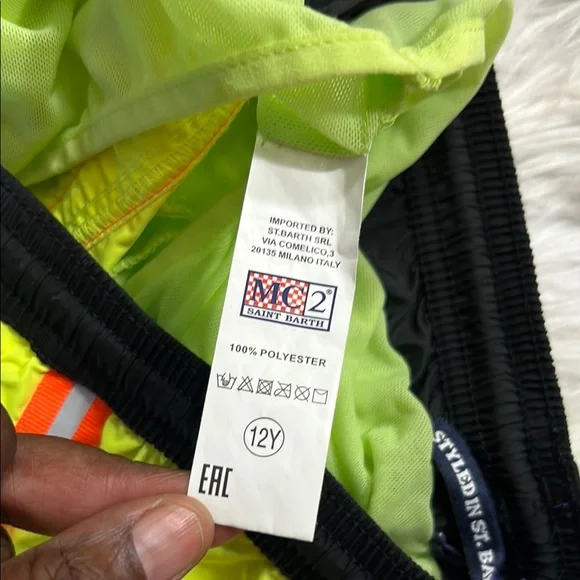 IMPORTED BY:
ST.BARTH SRL
VIA COMELICO,3
20135 MILANO ITALY
MC2®
SAINT BARTH
100% POLYESTER
12Y
EAC
STYLED IN ST. BA